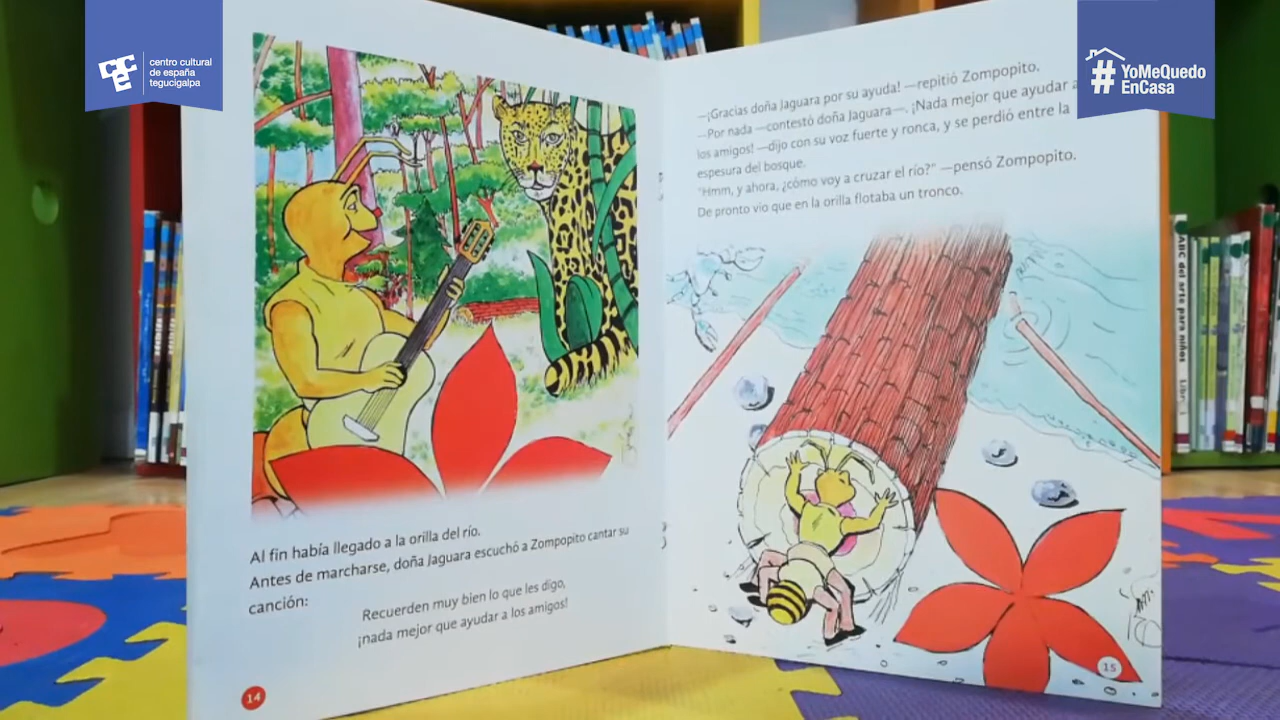 centro cultural
de españa
tegucigalpa
#YoMeQuedo
EnCasa
Al fin había llegado a la orilla del río.
Antes de marcharse, doña Jaguara escuchó a Zompopito cantar su
canción:
Recuerden muy bien lo que les digo,
¡nada mejor que ayudar a los amigos!
14
—¡Gracias doña Jaguara por su ayuda! —repitió Zompopito.
—Por nada —contestó doña Jaguara—. ¡Nada mejor que ayudar a
los amigos! —dijo con su voz fuerte y ronca, y se perdió entre la
espesura del bosque.
"Hmm, y ahora, ¿cómo voy a cruzar el río?" —pensó Zompopito.
De pronto vio que en la orilla flotaba un tronco.
15
ABC del arte para niños